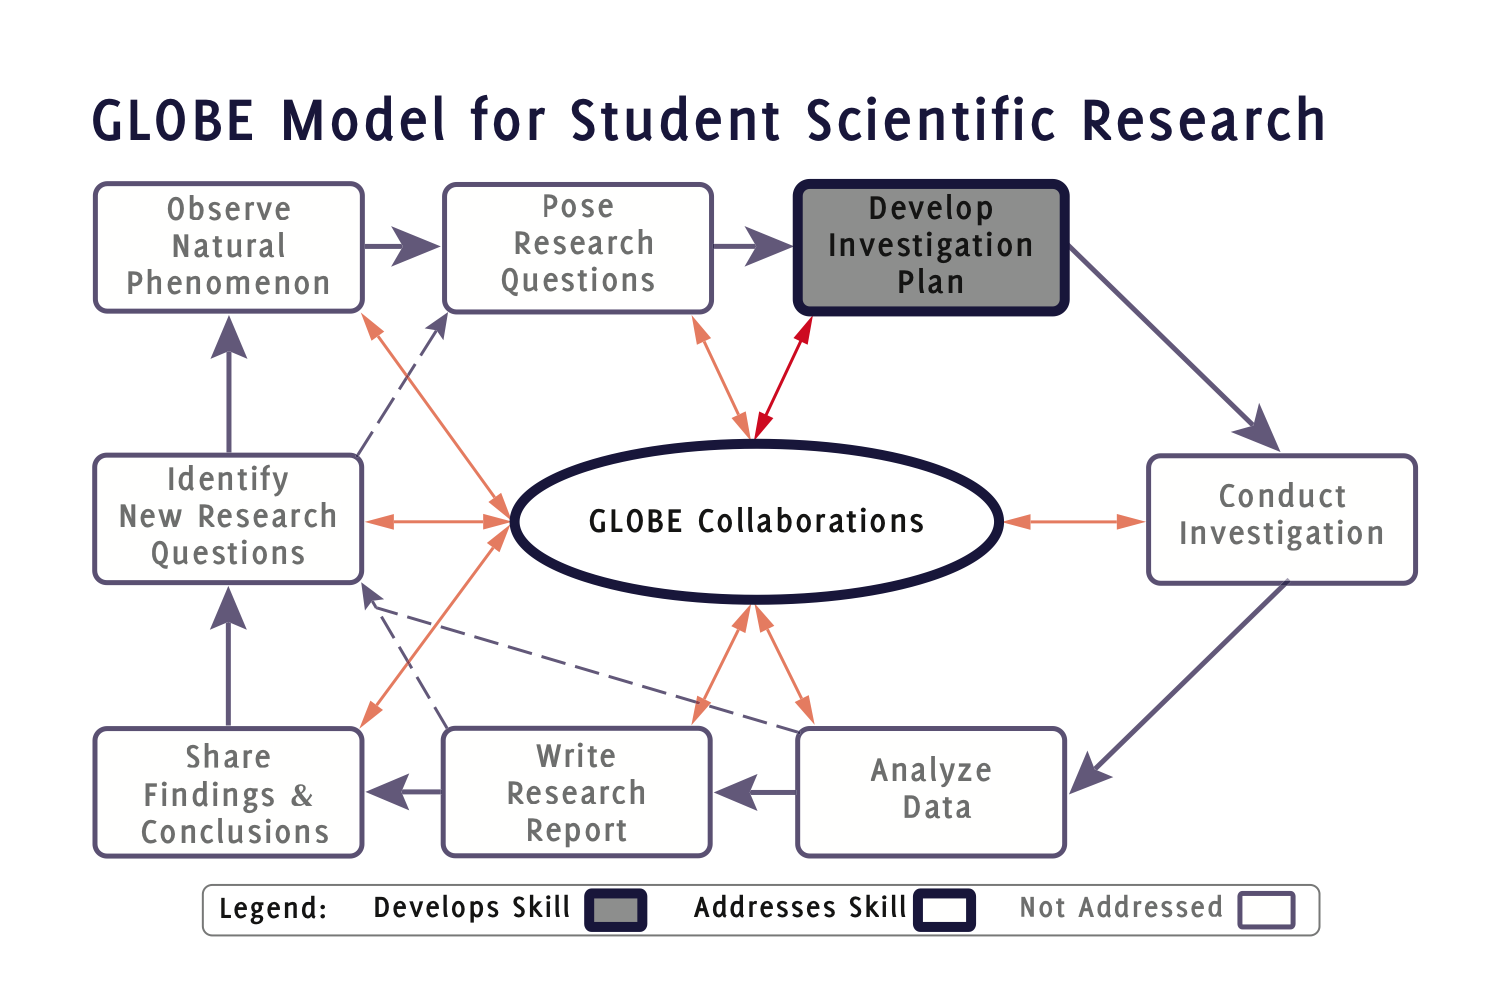 GLOBE Model for Student Scientific Research
Observe
Natural
Phenomenon
Pose
Research
Questions
Develop
Investigation
Plan
Identify
New Research
Questions
GLOBE Collaborations
Conduct
Investigation
Share
Findings &
Conclusions
Write
Research
Report
Analyze
Data
Legend: Develops Skill Addresses Skill Not Addressed